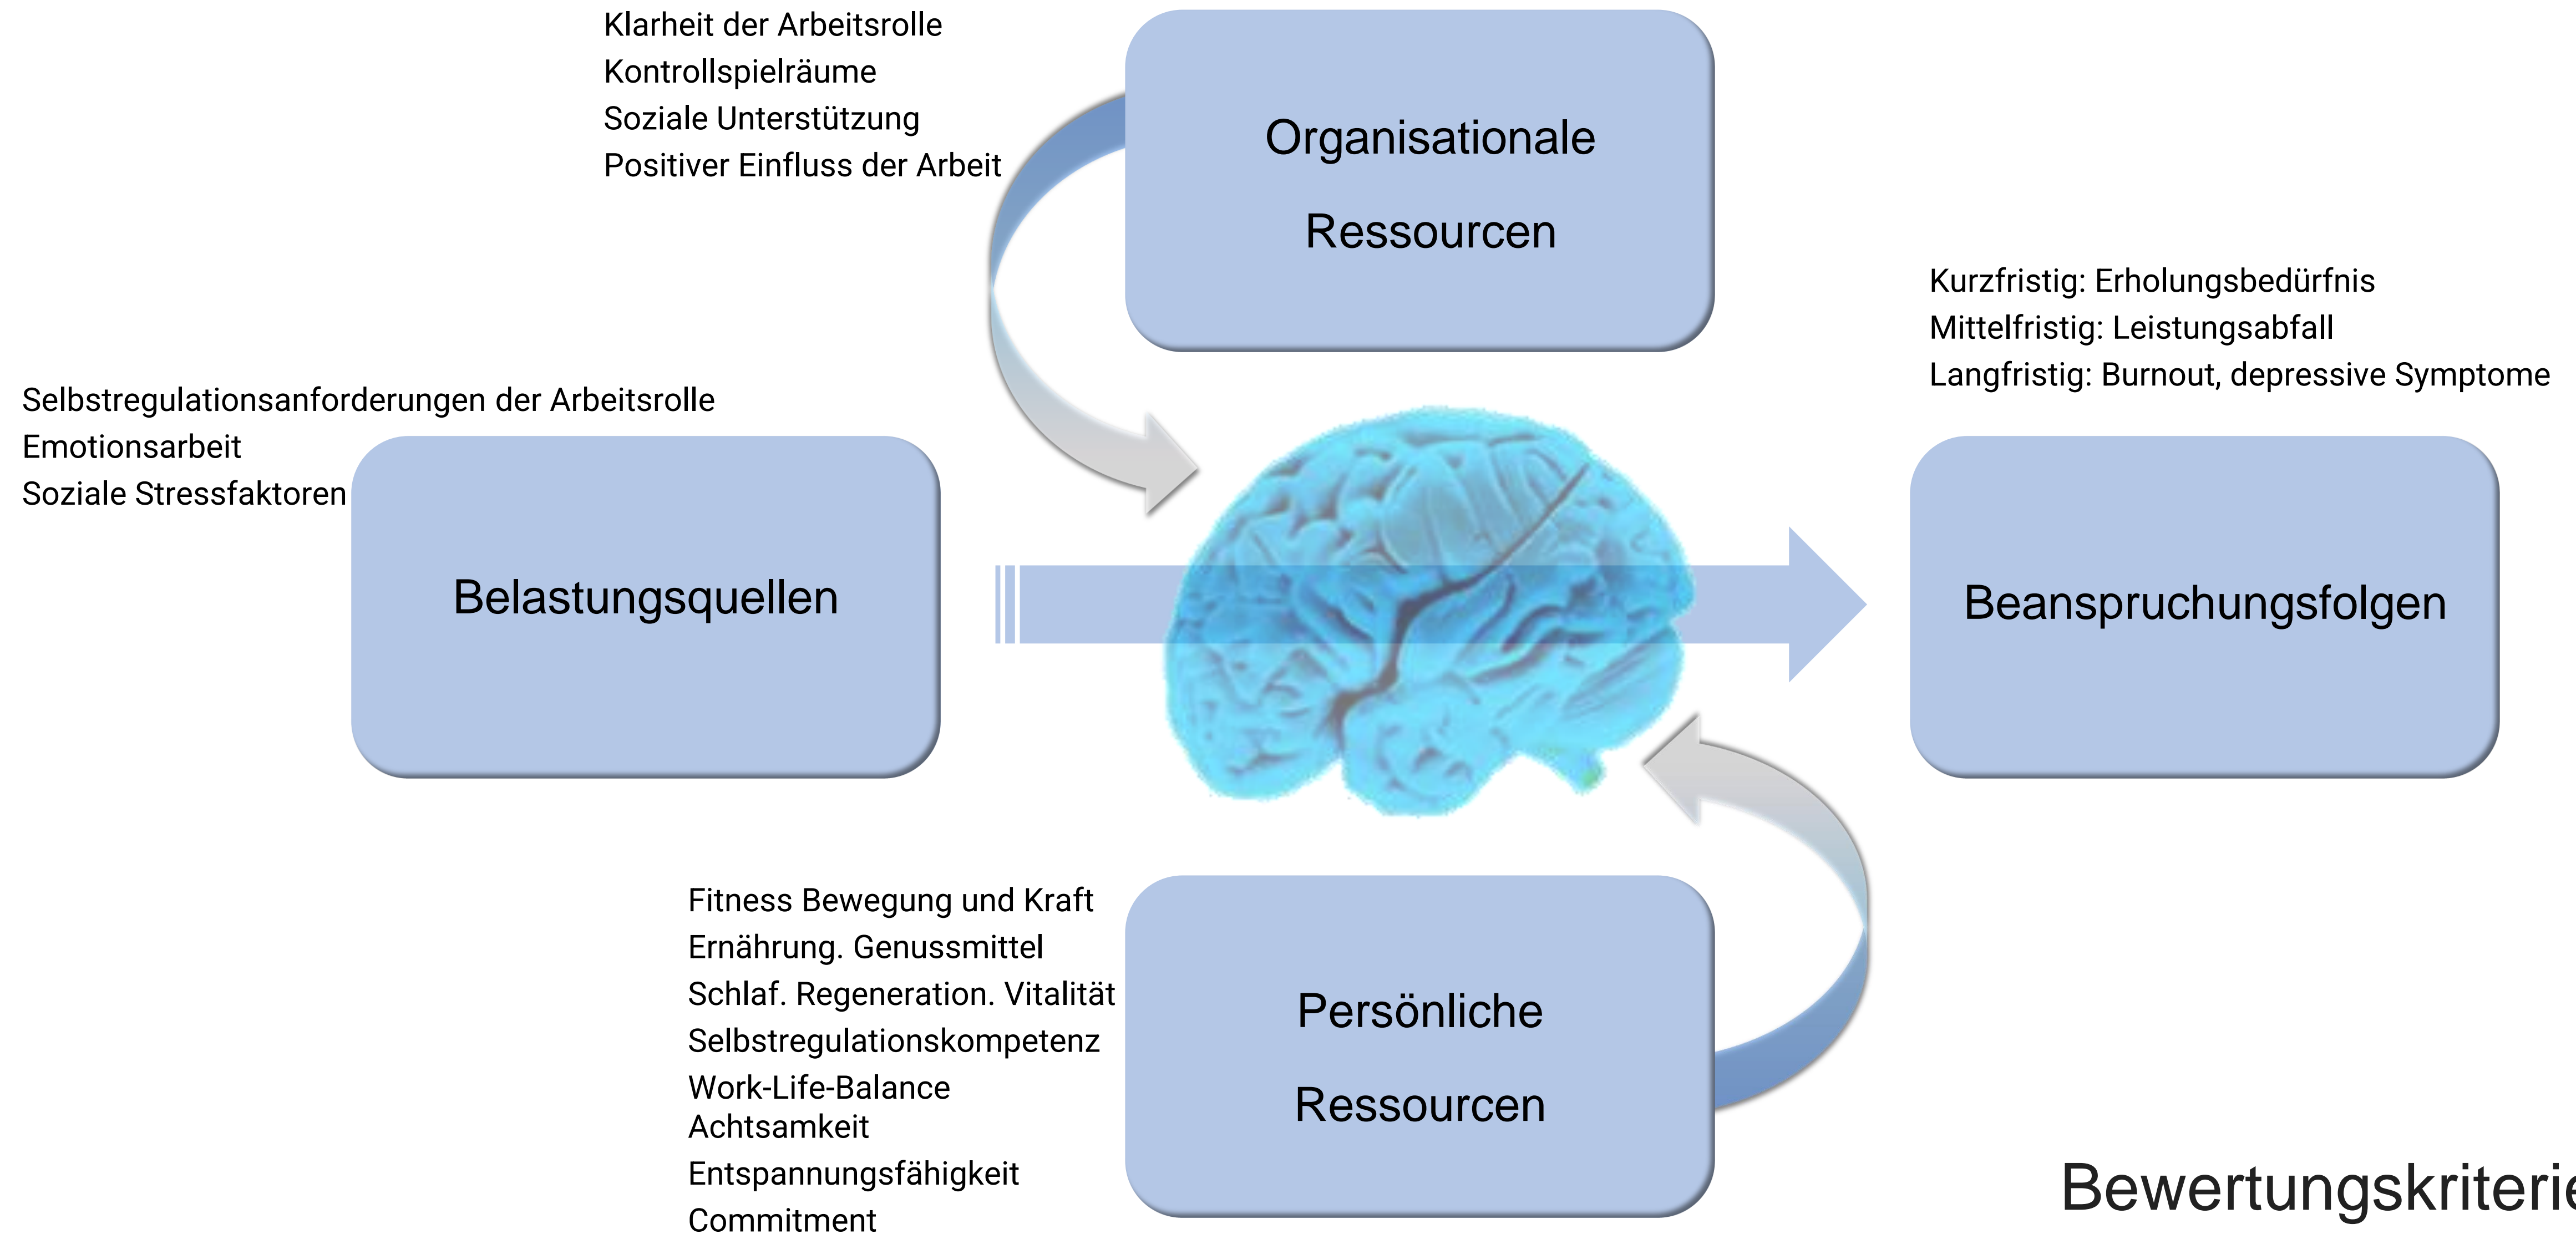 Klarheit der Arbeitsrolle
Kontrollspielräume
Soziale Unterstützung
Positiver Einfluss der Arbeit
Organisationale
Ressourcen
Kurzfristig: Erholungsbedürfnis
Mittelfristig: Leistungsabfall
Langfristig: Burnout, depressive Symptome
Selbstregulationsanforderungen der Arbeitsrolle
Emotionsarbeit
Soziale Stressfaktoren
Belastungsquellen
Beanspruchungsfolgen
Fitness Bewegung und Kraft
Ernährung. Genussmittel
Schlaf. Regeneration. Vitalität
Selbstregulationskompetenz
Work-Life-Balance
Achtsamkeit
Entspannungsfähigkeit
Commitment
Persönliche
Ressourcen
Bewertungskriterie